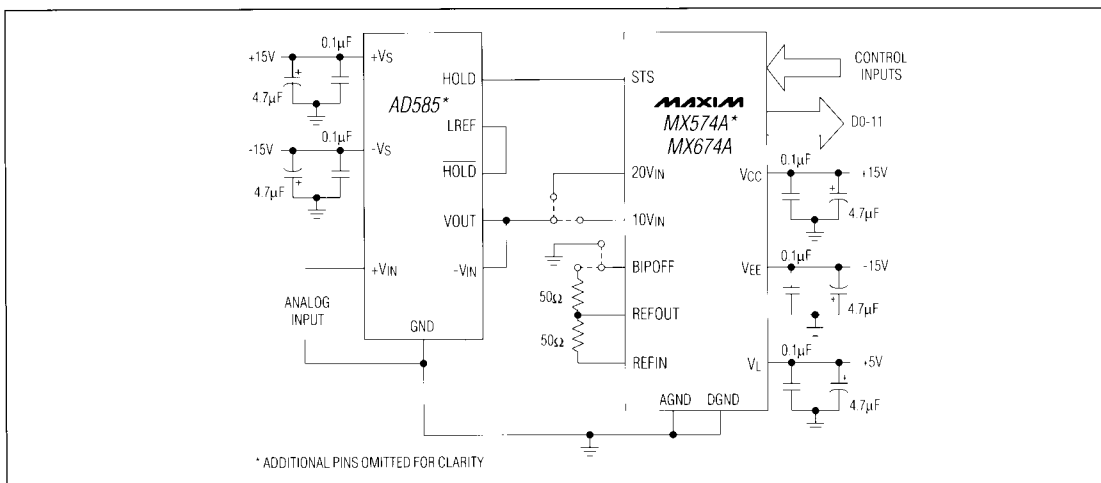 +15V
0.1µF
+VS
4.7µF
-15V
0.1µF
-VS
4.7µF
+VIN
ANALOG
INPUT
GND
AD585*
HOLD
LREF
H̅O̅L̅D̅
VOUT
-VIN
STS
MAXIM
MX574A*
MX674A
20VIN
10VIN
BIPOFF
50Ω
REFOUT
50Ω
REFIN
AGND DGND
CONTROL
INPUTS
D0-11
VCC
0.1µF
+15V
4.7µF
VEE
0.1µF
-15V
4.7µF
VL
0.1µF
+5V
4.7µF
* ADDITIONAL PINS OMITTED FOR CLARITY